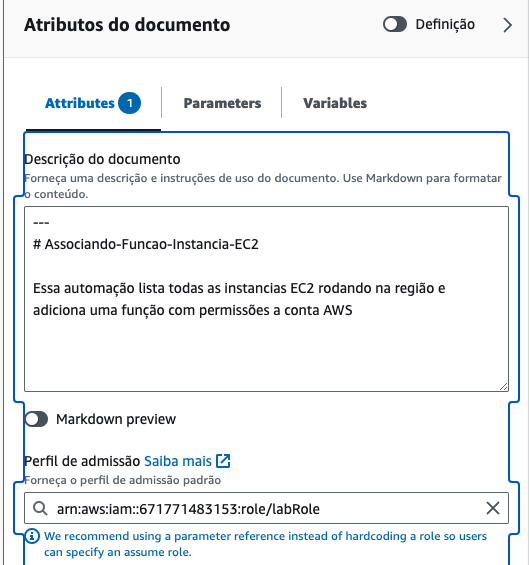 Atributos do documento
Definição
Attributes 1
Parameters
Variables
Descrição do documento
Forneça uma descrição e instruções de uso do documento. Use Markdown para formatar
o conteúdo.
---
# Associando-Funcao-Instancia-EC2
Essa automação lista todas as instancias EC2 rodando na região e
adiciona uma função com permissões a conta AWS
Markdown preview
Perfil de admissão Saiba mais
Forneça o perfil de admissão padrão
arn:aws:iam::671771483153:role/labRole
We recommend using a parameter reference instead of hardcoding a role so users
can specify an assume role.